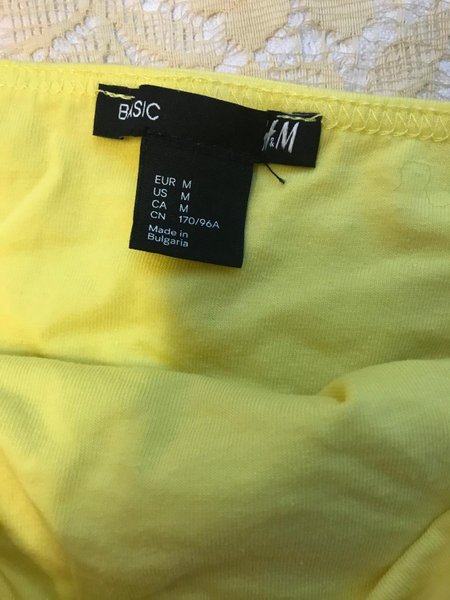 BASIC H&M
EUR M
US M
CA M
CN 170/96A
Made in
Bulgaria